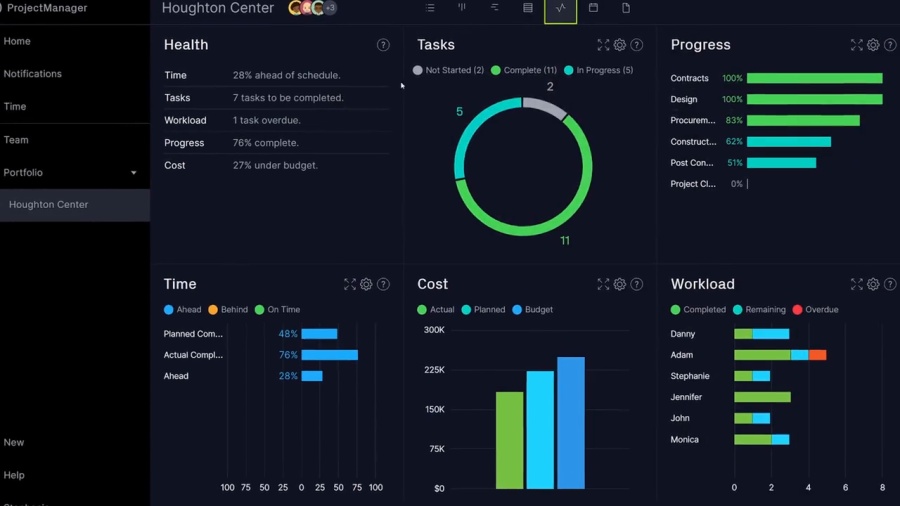 ProjectManager
Houghton Center
+3
Home
Notifications
Time
Team
Portfolio
Houghton Center
New
Help
Health
?
Time 28% ahead of schedule.
Tasks 7 tasks to be completed.
Workload 1 task overdue.
Progress 76% complete.
Cost 27% under budget.
Tasks
?
Not Started (2) Complete (11) In Progress (5)
2
5
11
Progress
?
Contracts 100%
Design 100%
Procurem... 83%
Construct... 62%
Post Con... 51%
Project Cl... 0%
Time
?
Ahead Behind On Time
Planned Com... 48%
Actual Compl... 76%
Ahead 28%
100 75 50 25 0 25 50 75 100
Cost
?
Actual Planned Budget
300K
225K
150K
75K
$0
Workload
?
Completed Remaining Overdue
Danny
Adam
Stephanie
Jennifer
John
Monica
0 2 4 6 8